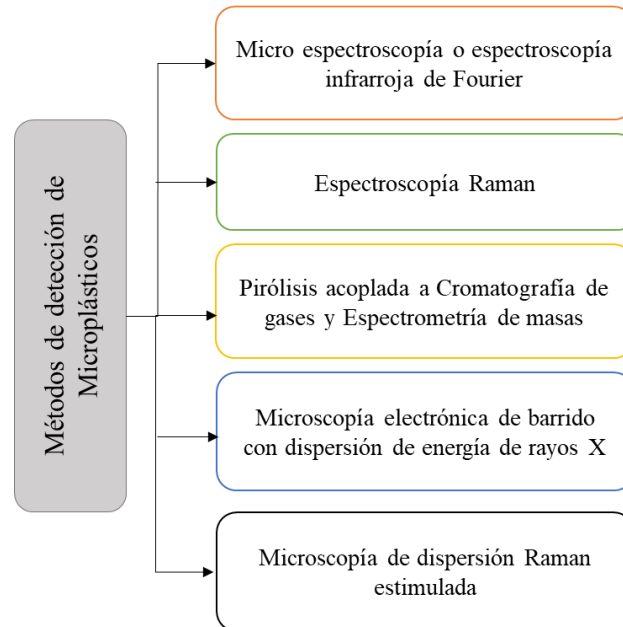 Métodos de detección de
Microplásticos
Micro espectroscopía o espectroscopía
infrarroja de Fourier
Espectroscopía Raman
Pirólisis acoplada a Cromatografía de
gases y Espectrometría de masas
Microscopía electrónica de barrido
con dispersión de energía de rayos X
Microscopía de dispersión Raman
estimulada